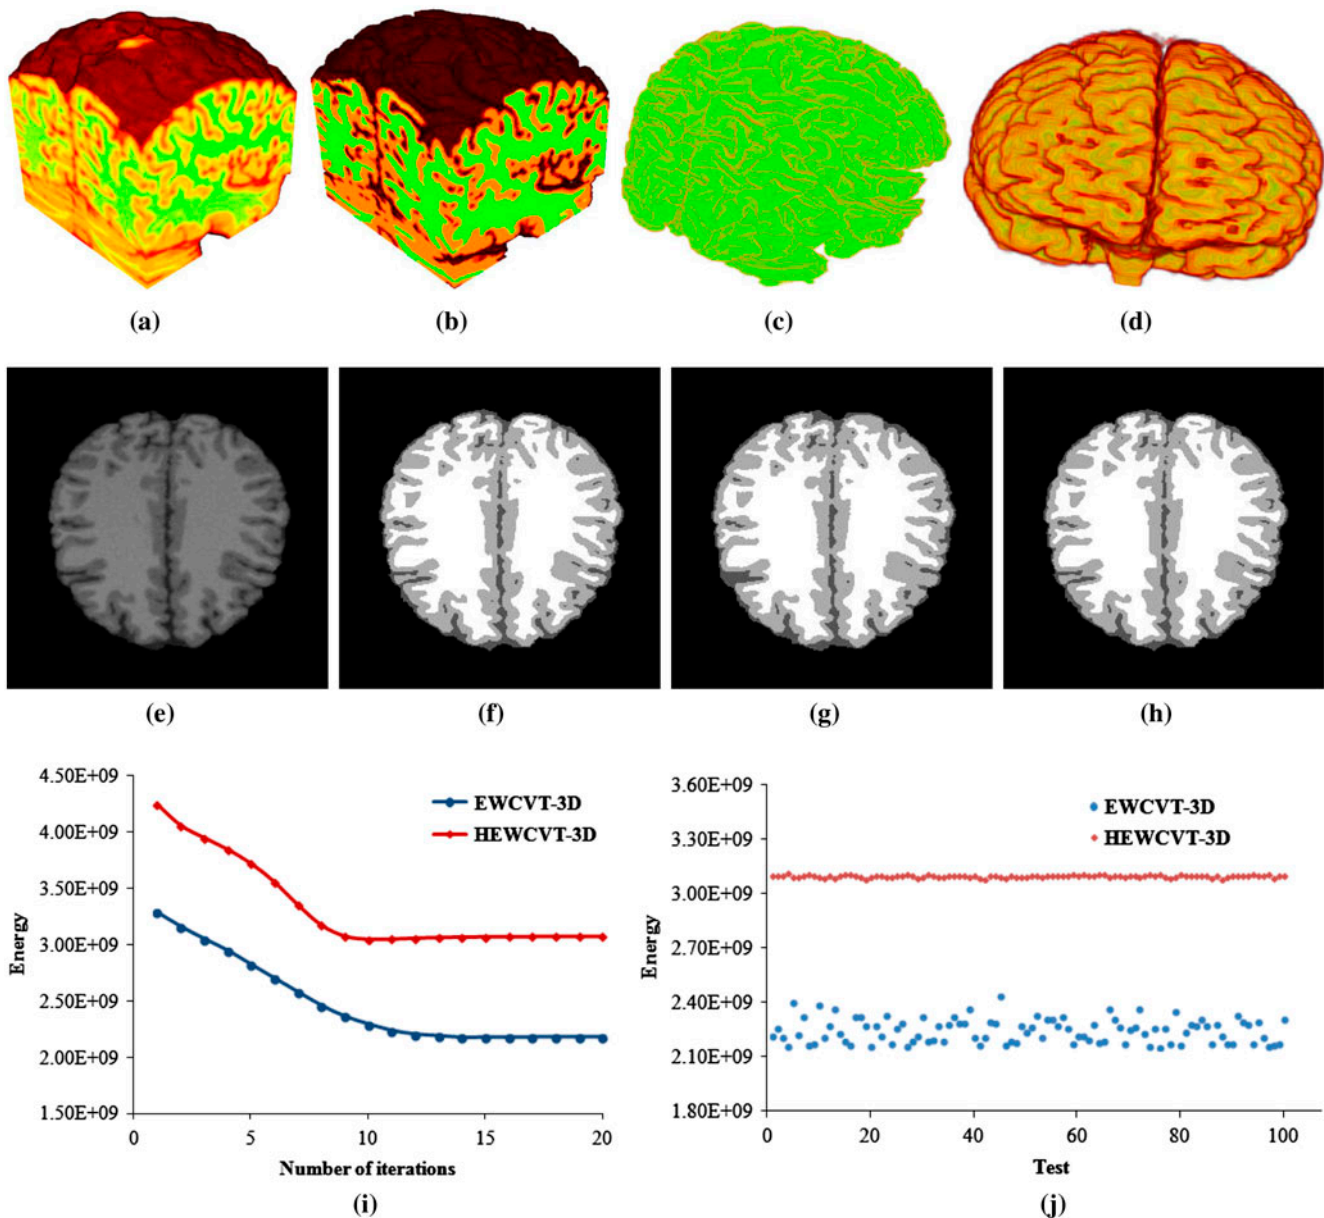 (a) (b) (c) (d)
(e) (f) (g) (h)
4.50E+09
4.00E+09
3.50E+09
3.00E+09
2.50E+09
2.00E+09
1.50E+09
Energy
EWCVT-3D
HEWCVT-3D
0 5 10 15 20
Number of iterations
(i)
3.60E+09
3.30E+09
3.00E+09
2.70E+09
2.40E+09
2.10E+09
1.80E+09
Energy
EWCVT-3D
HEWCVT-3D
0 20 40 60 80 100
Test
(j)